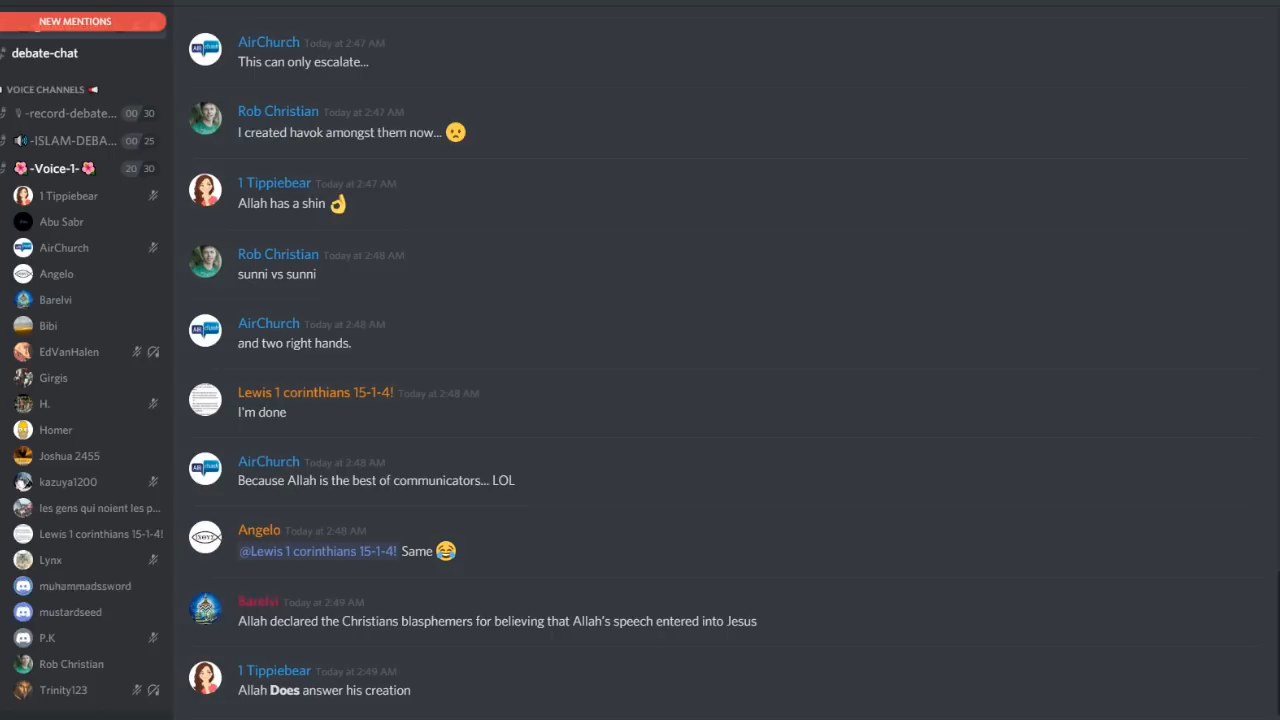 NEW MENTIONS
debate-chat
VOICE CHANNELS
-record-debate... 00 30
-ISLAM-DEBA... 00 25
-Voice-1- 20 30
1 Tippiebear
Abu Sabr
AirChurch
Angelo
Barelvi
Bibi
EdVanHalen
Girgis
H.
Homer
Joshua 2455
kazuya1200
les gens qui noient les p...
Lewis 1 corinthians 15-1-4!
Lynx
muhammadssword
mustardseed
P.K
Rob Christian
Trinity123
AirChurch Today at 2:47 AM
This can only escalate...
Rob Christian Today at 2:47 AM
I created havok amongst them now...
1 Tippiebear Today at 2:47 AM
Allah has a shin
Rob Christian Today at 2:48 AM
sunni vs sunni
AirChurch Today at 2:48 AM
and two right hands.
Lewis 1 corinthians 15-1-4! Today at 2:48 AM
I'm done
AirChurch Today at 2:48 AM
Because Allah is the best of communicators... LOL
Angelo Today at 2:48 AM
@Lewis 1 corinthians 15-1-4! Same
Barelvi Today at 2:49 AM
Allah declared the Christians blasphemers for believing that Allah's speech entered into Jesus
1 Tippiebear Today at 2:49 AM
Allah Does answer his creation